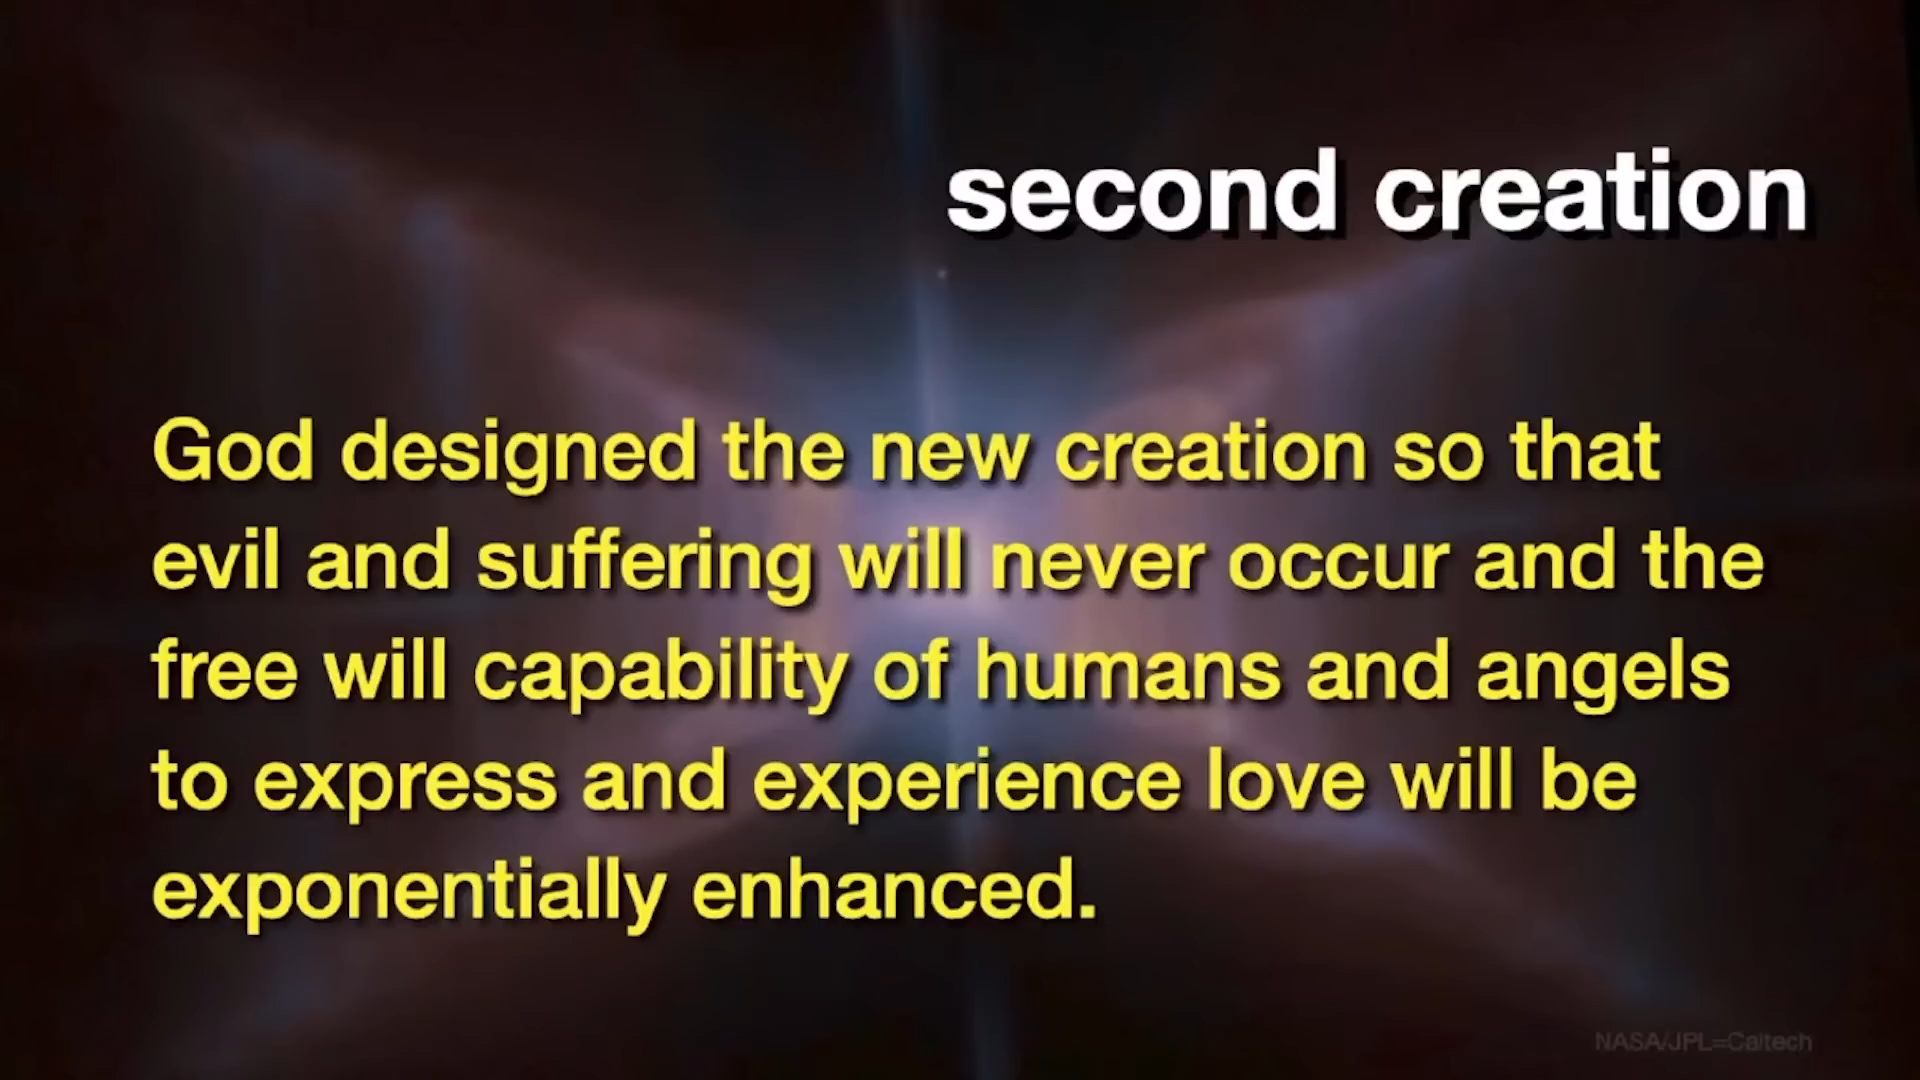 second creation
God designed the new creation so that
evil and suffering will never occur and the
free will capability of humans and angels
to express and experience love will be
exponentially enhanced.
NASA/JPL=Caltech